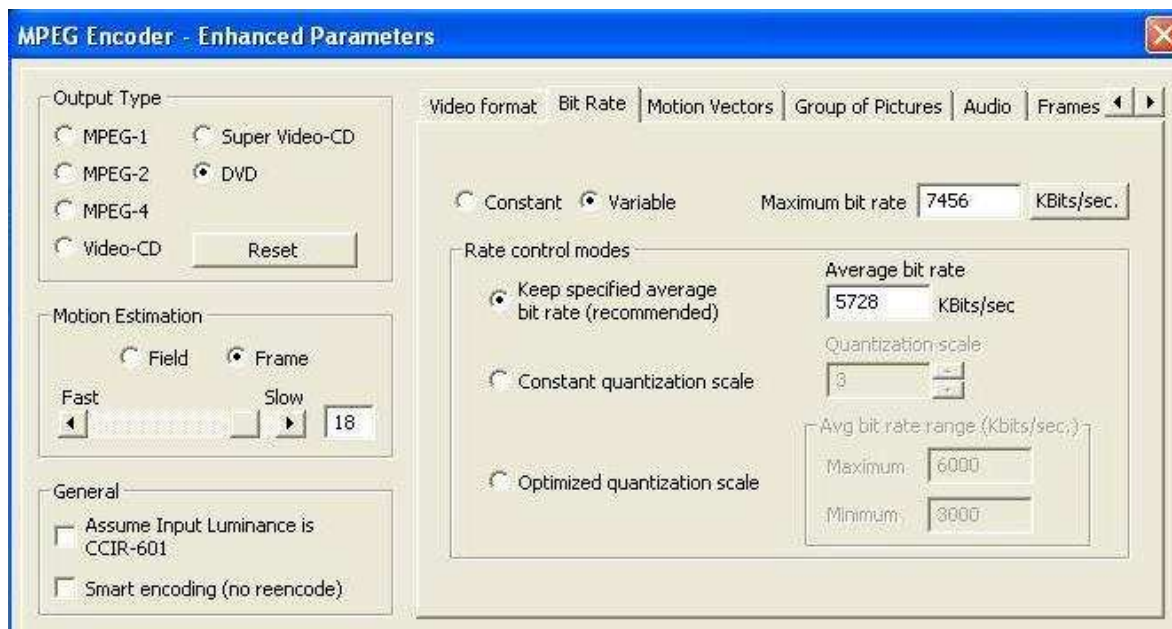 MPEG Encoder - Enhanced Parameters
Output Type
MPEG-1
Super Video-CD
MPEG-2
DVD
MPEG-4
Video-CD
Reset
Motion Estimation
Field
Frame
Fast
Slow
18
General
Assume Input Luminance is
CCIR-601
Smart encoding (no reencode)
Video format
Bit Rate
Motion Vectors
Group of Pictures
Audio
Frames
Constant
Variable
Maximum bit rate
7456
KBits/sec.
Rate control modes
Keep specified average
bit rate (recommended)
Average bit rate
5728
KBits/sec
Constant quantization scale
Quantization scale
3
Optimized quantization scale
Avg bit rate range (Kbits/sec.)
Maximum
6000
Minimum
3000